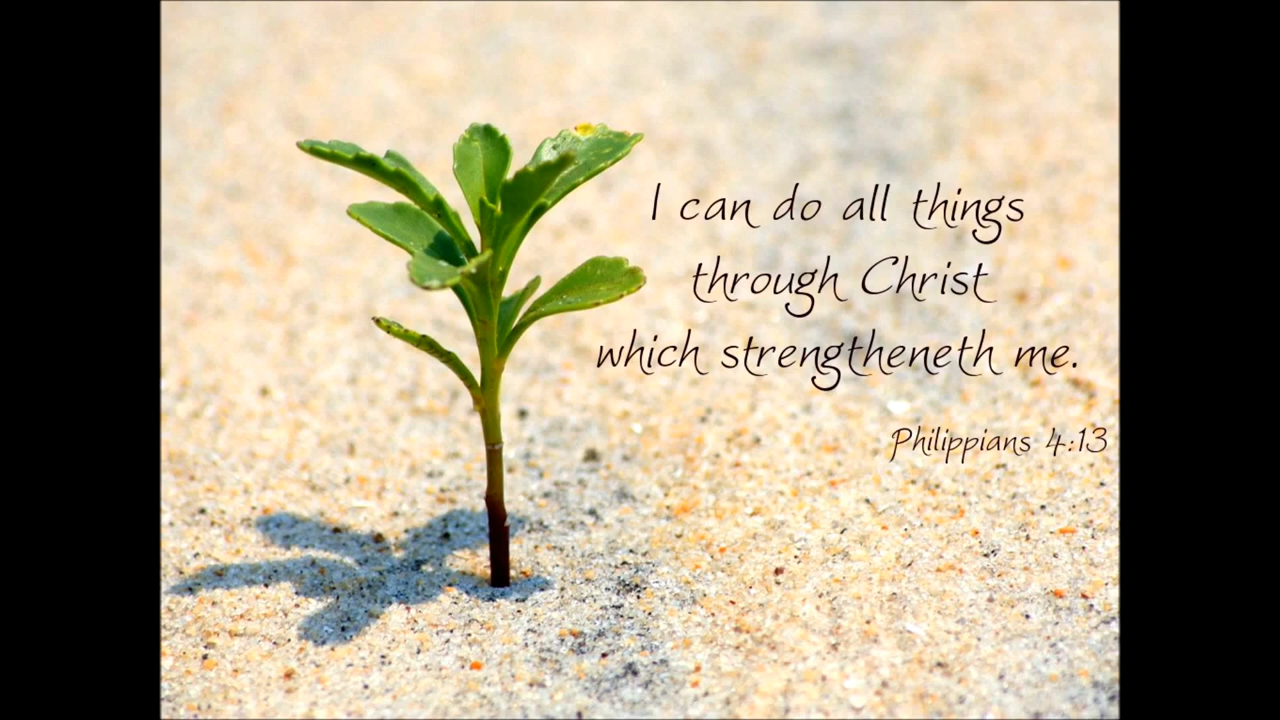 I can do all things
through Christ
which strengtheneth me.
Philippians 4:13